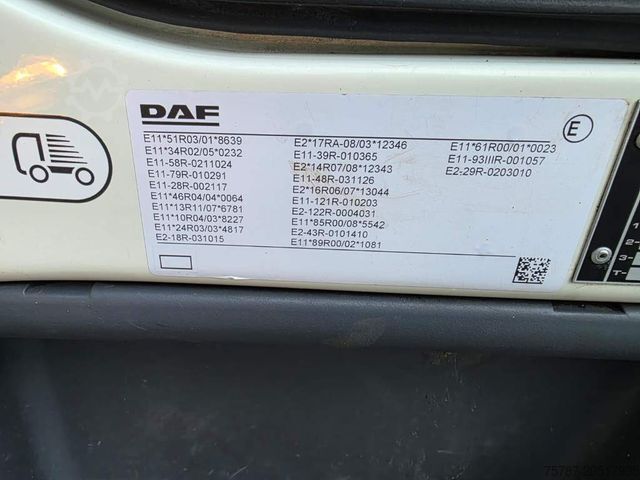 DAF
E
E11*51R03/01*8639
E11*34R02/05*0232
E11-58R-0211024
E11-79R-010291
E11-28R-002117
E11*46R04/04*0064
E11*13R11/07*6781
E11*10R04/03*8227
E11*24R03/03*4817
E2-18R-031015
E2*17RA-08/03*12346
E11-39R-010365
E2*14R07/08*12343
E11-48R-031126
E2*16R06/07*13044
E11-121R-010203
E2-122R-0004031
E11*85R00/08*5542
E2-43R-0101410
E11*89R00/02*1081
E11*61R00/01*0023
E11-93IIIR-001057
E2-29R-0203010
1
2
3-
T-